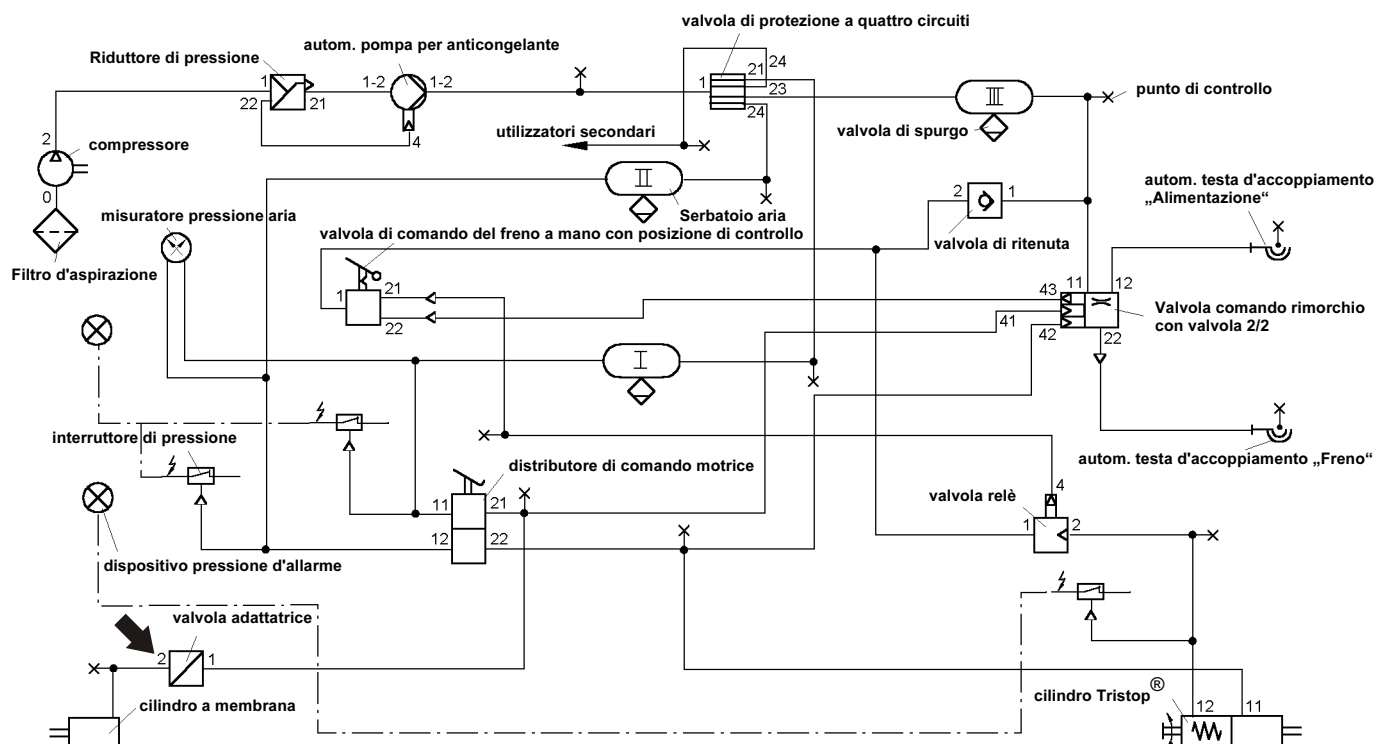 valvola di protezione a quattro circuiti
autom. pompa per anticongelante
Riduttore di pressione
1
22
21
1-2
1-2
4
1
21
24
23
24
punto di controllo
valvola di spurgo
III
utilizzatori secondari
2
compressore
0
II
Serbatoio aria
autom. testa d'accoppiamento
„Alimentazione“
misuratore pressione aria
2
1
valvola di ritenuta
valvola di comando del freno a mano con posizione di controllo
Filtro d'aspirazione
1
21
22
43
11
12
41
42
22
Valvola comando rimorchio
con valvola 2/2
I
interruttore di pressione
autom. testa d'accoppiamento „Freno“
distributore di comando motrice
11
21
12
22
valvola relè
4
1
2
dispositivo pressione d'allarme
valvola adattatrice
2
1
cilindro a membrana
cilindro Tristop®
12
11